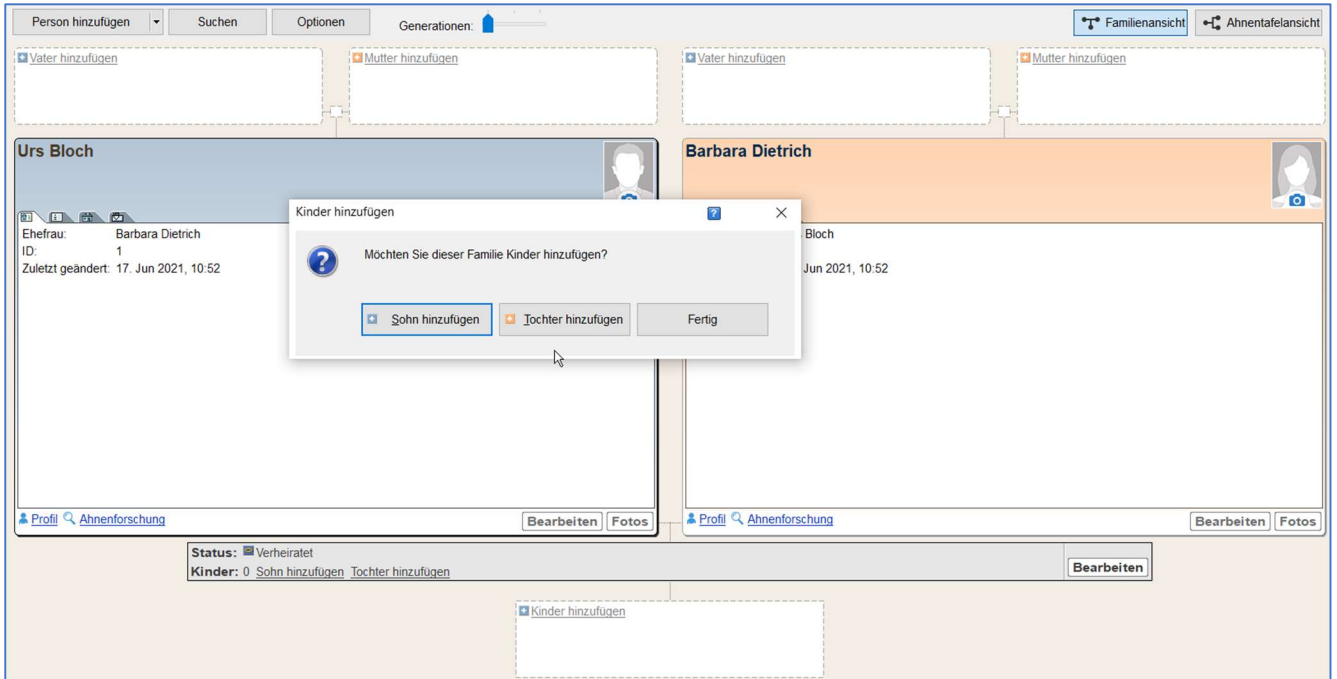 Person hinzufügen Suchen Optionen Generationen: Familienansicht Ahnentafelansicht
Vater hinzufügen Mutter hinzufügen Vater hinzufügen Mutter hinzufügen
Urs Bloch Barbara Dietrich
Kinder hinzufügen
Möchten Sie dieser Familie Kinder hinzufügen?
Sohn hinzufügen Tochter hinzufügen Fertig
Ehefrau: Barbara Dietrich Bloch
ID: 1
Zuletzt geändert: 17. Jun 2021, 10:52 Jun 2021, 10:52
Profil Ahnenforschung Bearbeiten Fotos Profil Ahnenforschung Bearbeiten Fotos
Status: Verheiratet
Kinder: 0 Sohn hinzufügen Tochter hinzufügen Bearbeiten
Kinder hinzufügen